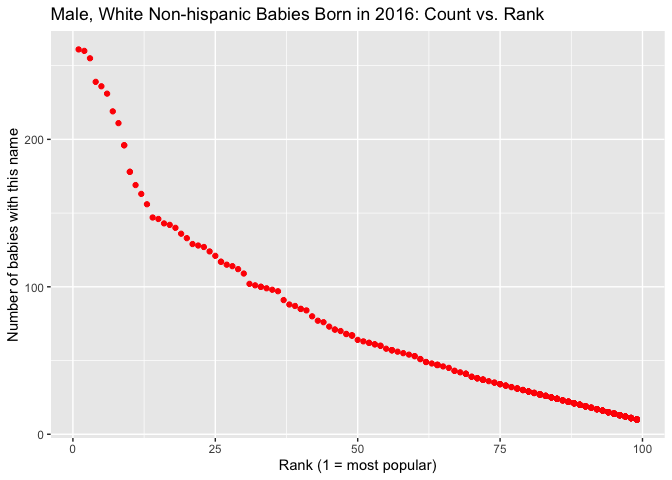 Male, White Non-hispanic Babies Born in 2016: Count vs. Rank
Number of babies with this name
200
100
0
0 25 50 75 100
Rank (1 = most popular)